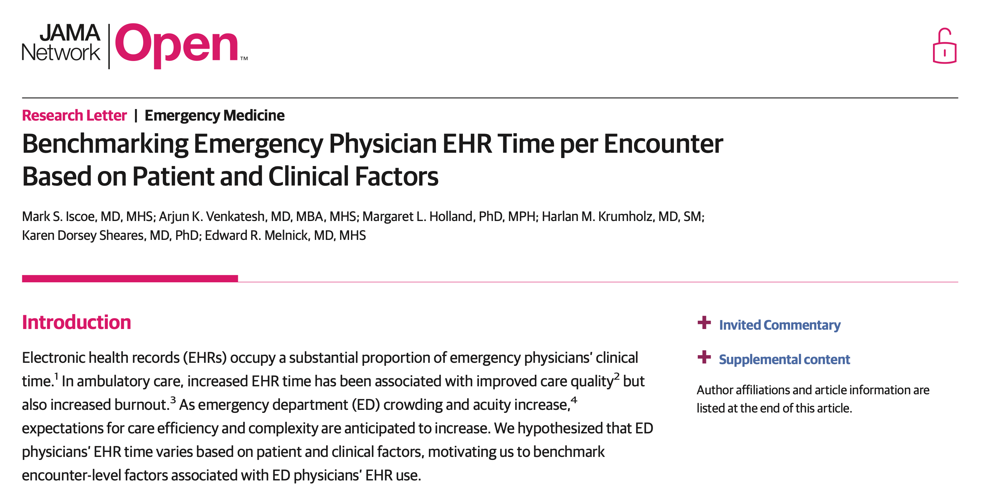 JAMA
Network
Open™
Research Letter | Emergency Medicine
Benchmarking Emergency Physician EHR Time per Encounter
Based on Patient and Clinical Factors
Mark S. Iscoe, MD, MHS; Arjun K. Venkatesh, MD, MBA, MHS; Margaret L. Holland, PhD, MPH; Harlan M. Krumholz, MD, SM;
Karen Dorsey Sheares, MD, PhD; Edward R. Melnick, MD, MHS
Introduction
Electronic health records (EHRs) occupy a substantial proportion of emergency physicians’ clinical
time.¹ In ambulatory care, increased EHR time has been associated with improved care quality² but
also increased burnout.³ As emergency department (ED) crowding and acuity increase,⁴
expectations for care efficiency and complexity are anticipated to increase. We hypothesized that ED
physicians’ EHR time varies based on patient and clinical factors, motivating us to benchmark
encounter-level factors associated with ED physicians’ EHR use.
+ Invited Commentary
+ Supplemental content
Author affiliations and article information are
listed at the end of this article.